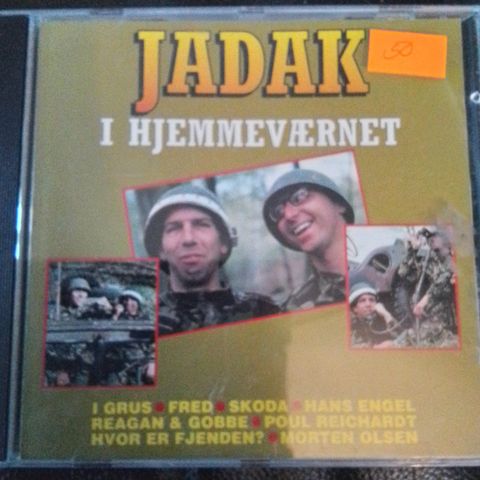 JADAK
50
I HJEMMEVÆRNET
I GRUS • FRED • SKODA • HANS ENGEL
REAGAN & GOBBE • POUL REICHARDT
HVOR ER FJENDEN? • MORTEN OLSEN